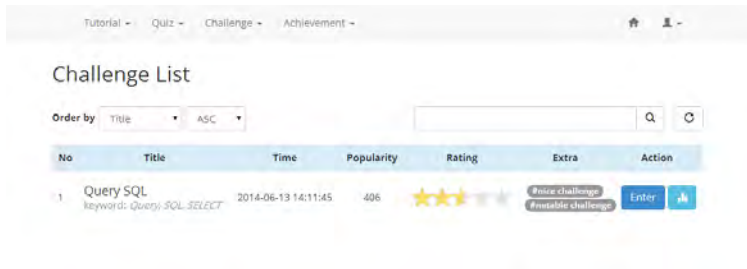 Tutorial Quiz Challenge Achievement
Challenge List
Order by Title ASC
No Title Time Popularity Rating Extra Action
1 Query SQL 2014-06-13 14:11:45 406 #nice challenge Enter
keyword: Query, SQL, SELECT #notable challenge